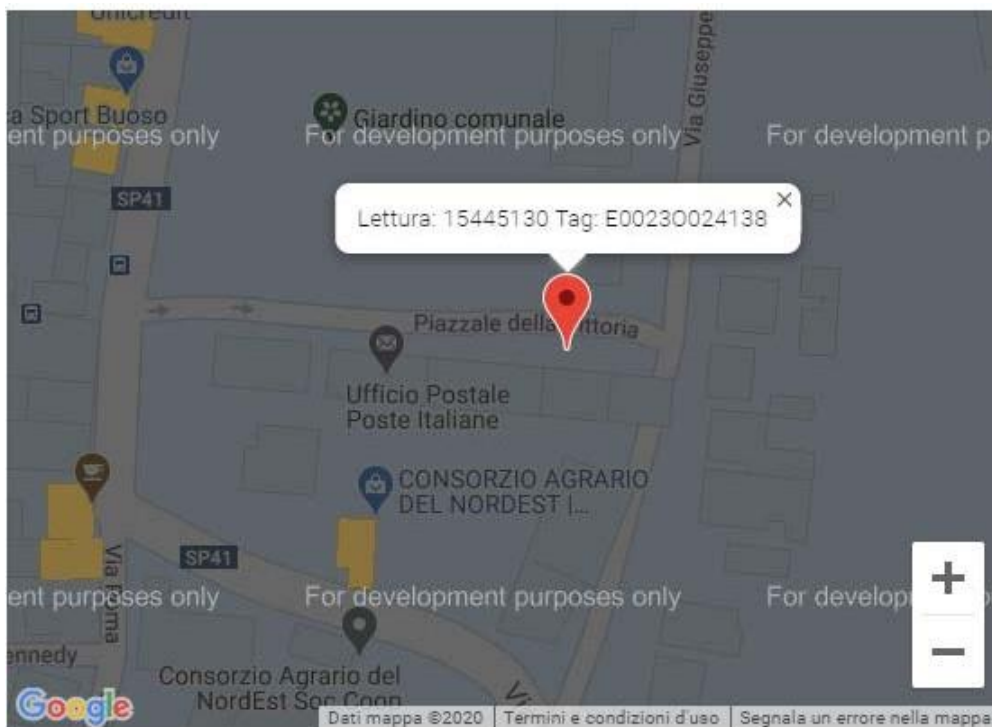 Unicredit
ca Sport Buoso
Giardino comunale
Via Giuseppe
ent purposes only
For development purposes only
For development p
SP41
Lettura: 15445130 Tag: E0023O024138
×
Piazzale della ittoria
Ufficio Postale
Poste Italiane
CONSORZIO AGRARIO
DEL NORDEST |...
SP41
Via Roma
ent purposes only
For development purposes only
For develop
+
−
ennedy
Consorzio Agrario del
NordEst Soc Coop
Vi
Google
Dati mappa ©2020
Termini e condizioni d'uso
Segnala un errore nella mappa